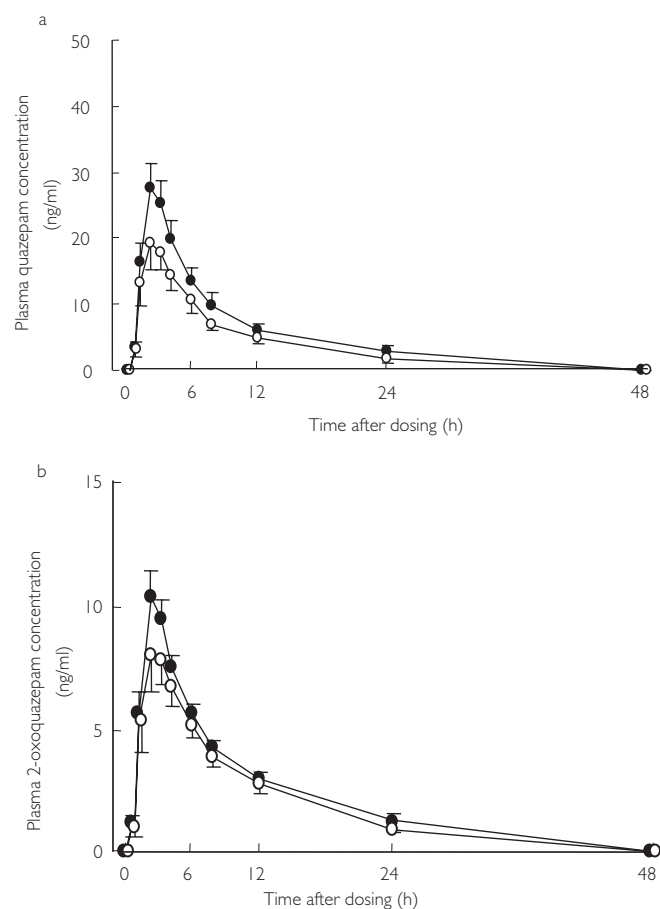 a
50
40
30
20
10
0
Plasma quazepam concentration
(ng/ml)
0 6 12 24 48
Time after dosing (h)
b
15
10
5
0
Plasma 2-oxoquazepam concentration
(ng/ml)
0 6 12 24 48
Time after dosing (h)